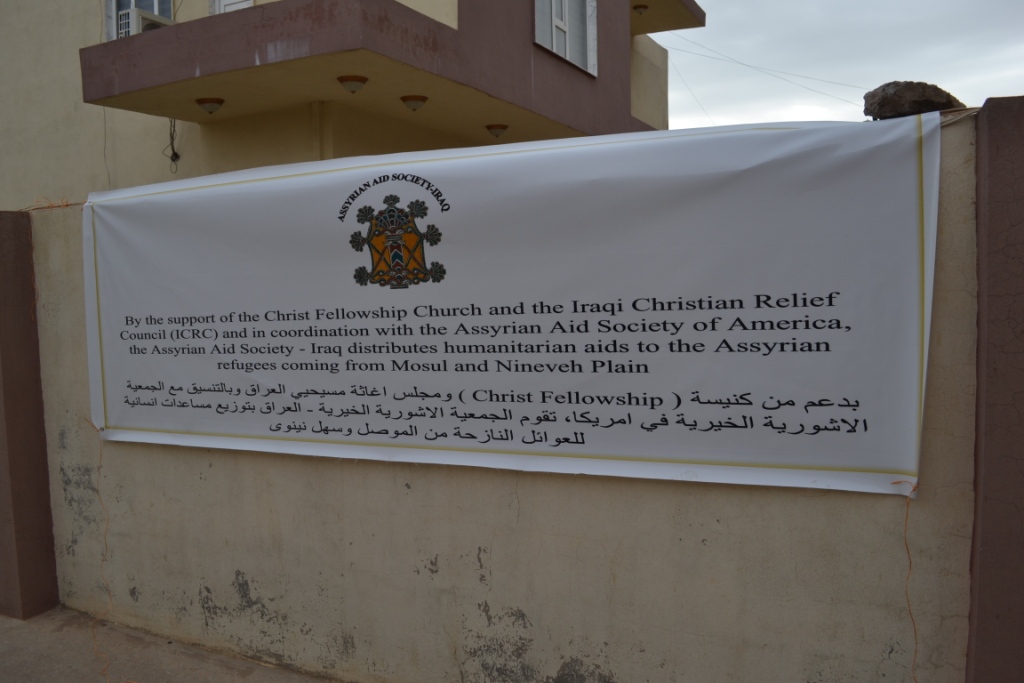 ASSYRIAN AID SOCIETY-IRAQ
By the support of the Christ Fellowship Church and the Iraqi Christian Relief
Council (ICRC) and in coordination with the Assyrian Aid Society of America,
the Assyrian Aid Society - Iraq distributes humanitarian aids to the Assyrian
refugees coming from Mosul and Nineveh Plain
بدعم من كنيسة ( Christ Fellowship ) ومجلس اغاثة مسيحيي العراق وبالتنسيق مع الجمعية
الاشورية الخيرية في امريكا، تقوم الجمعية الاشورية الخيرية - العراق بتوزيع مساعدات انسانية
للعوائل النازحة من الموصل وسهل نينوى